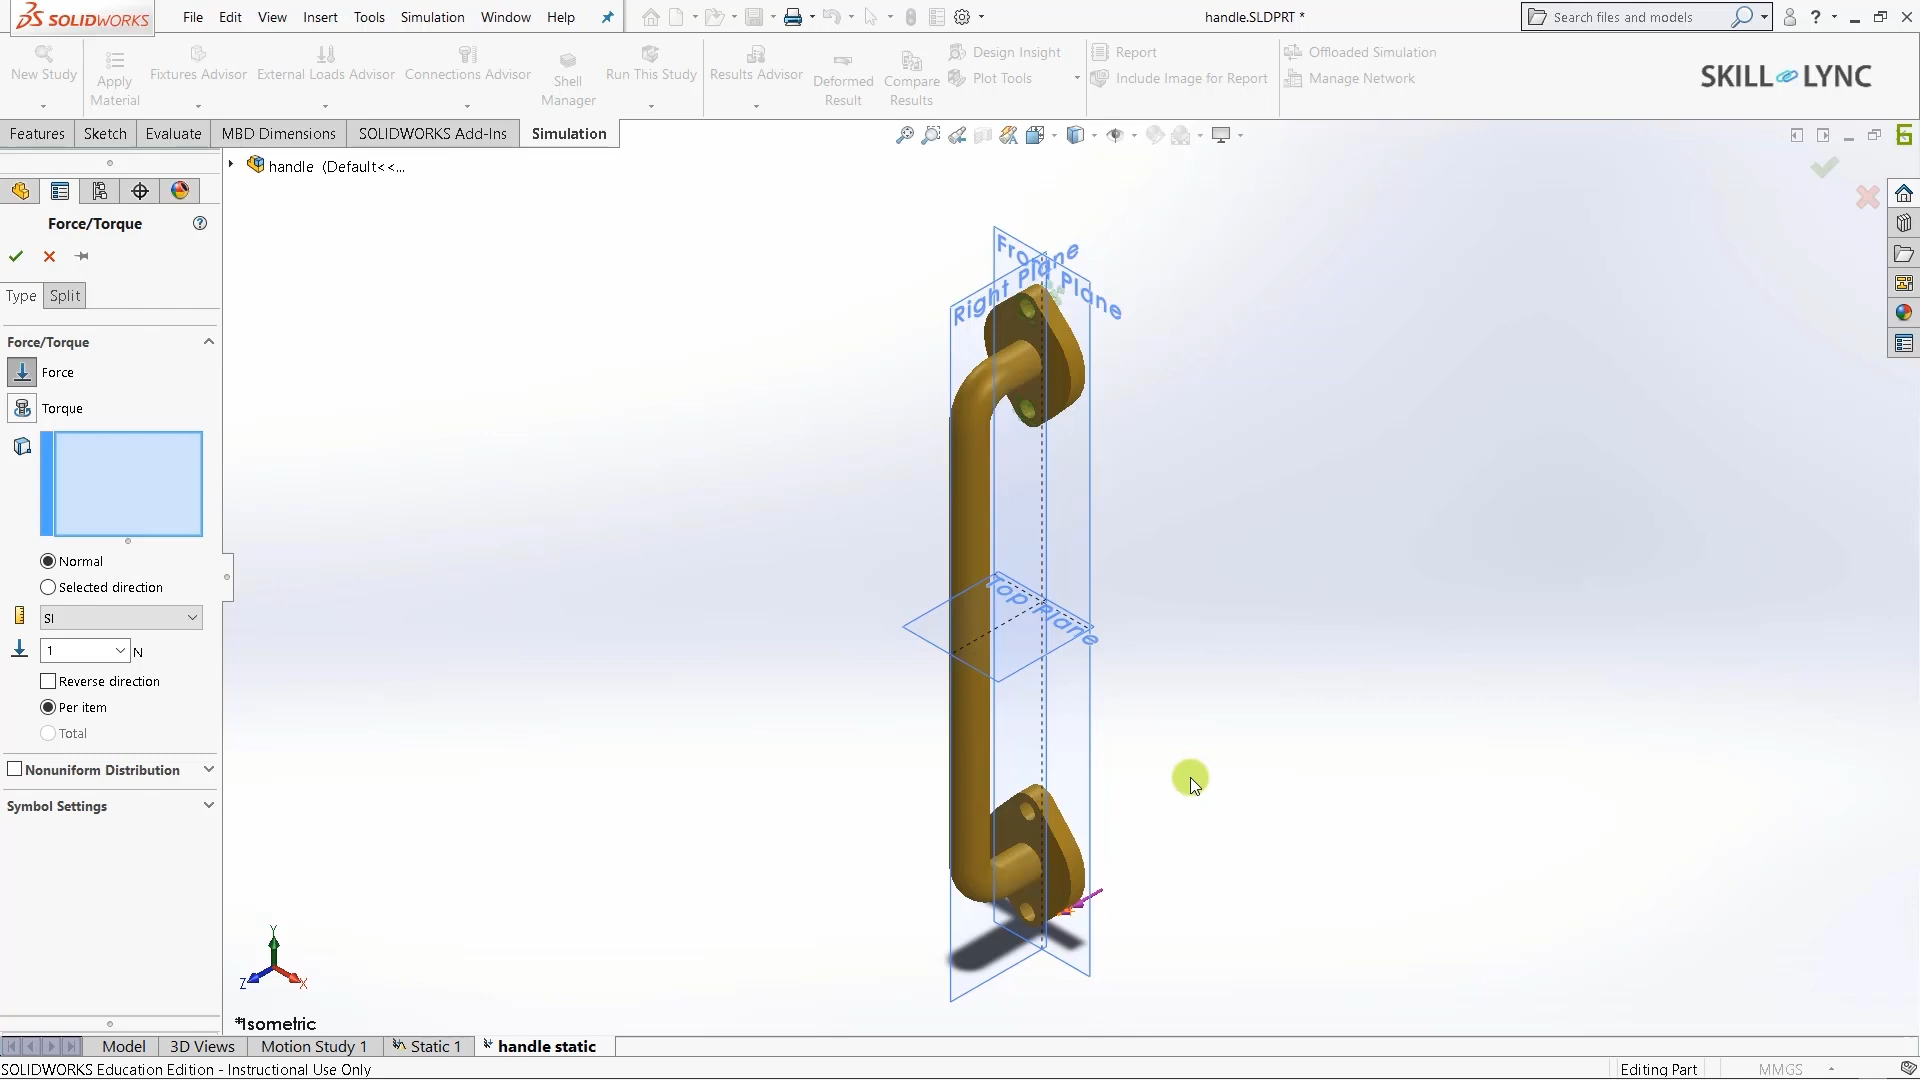 SOLIDWORKS
File Edit View Insert Tools Simulation Window Help
handle.SLDPRT *
Search files and models
?
New Study
Apply Material
Fixtures Advisor
External Loads Advisor
Connections Advisor
Shell Manager
Run This Study
Results Advisor
Deformed Result
Compare Results
Design Insight
Plot Tools
Report
Include Image for Report
Offloaded Simulation
Manage Network
SKILL LYNC
Features Sketch Evaluate MBD Dimensions SOLIDWORKS Add-Ins Simulation
handle (Default<<...
Force/Torque
?
Type Split
Force/Torque
Force
Torque
Normal
Selected direction
SI
1 N
Reverse direction
Per item
Total
Nonuniform Distribution
Symbol Settings
Right Plane
Plane
Top Plane
Y
Z X
*Isometric
Model 3D Views Motion Study 1 Static 1 handle static
SOLIDWORKS Education Edition - Instructional Use Only
Editing Part MMGS